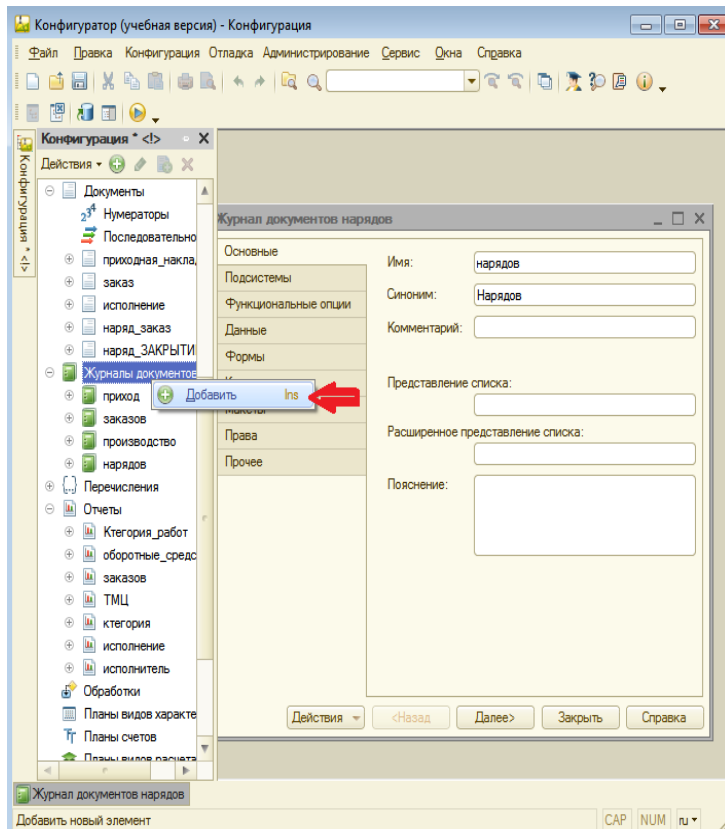 Конфигуратор (учебная версия) - Конфигурация
Файл Правка Конфигурация Отладка Администрирование Сервис Окна Справка
Конфигурация * <!>
Действия
Конфигурация * <!>
Документы
Нумераторы
Последовательно
приходная_накла
заказ
исполнение
наряд_заказ
наряд_ЗАКРЫТИ
Журналы документов
приход
заказов
производство
нарядов
Перечисления
Отчеты
Ктегория_работ
оборотные_средс
заказов
ТМЦ
ктегория
исполнение
исполнитель
Обработки
Планы видов характе
Планы счетов
Планы видов расчета
Добавить Ins
Журнал документов нарядов
Основные
Подсистемы
Функциональные опции
Данные
Формы
Макеты
Права
Прочее
Имя: нарядов
Синоним: Нарядов
Комментарий:
Представление списка:
Расширенное представление списка:
Пояснение:
Действия <Назад Далее> Закрыть Справка
Журнал документов нарядов
Добавить новый элемент CAP NUM ru